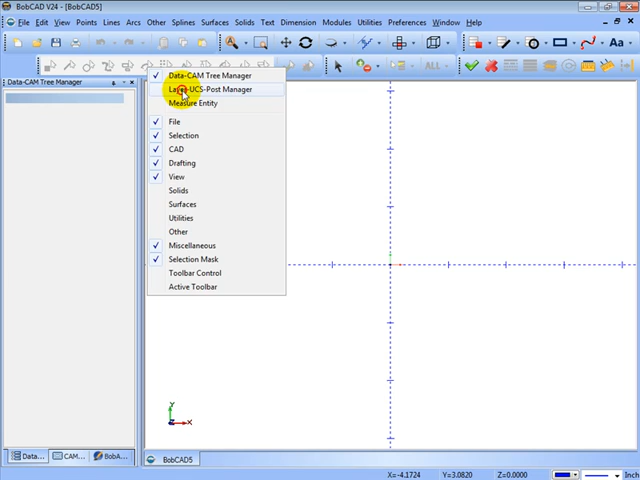 BobCAD V24 - [BobCAD5]
File Edit View Points Lines Arcs Other Splines Surfaces Solids Text Dimension Modules Utilities Preferences Window Help
Aa
Data-CAM Tree Manager
ALL
Data-CAM Tree Manager
Layer-UCS-Post Manager
Measure Entity
File
Selection
CAD
Drafting
View
Solids
Surfaces
Utilities
Other
Miscellaneous
Selection Mask
Toolbar Control
Active Toolbar
Y
X
Z
Data... CAM... BobA...
BobCAD5
X=-4.1724 Y=3.0820 Z=0.0000 Inch